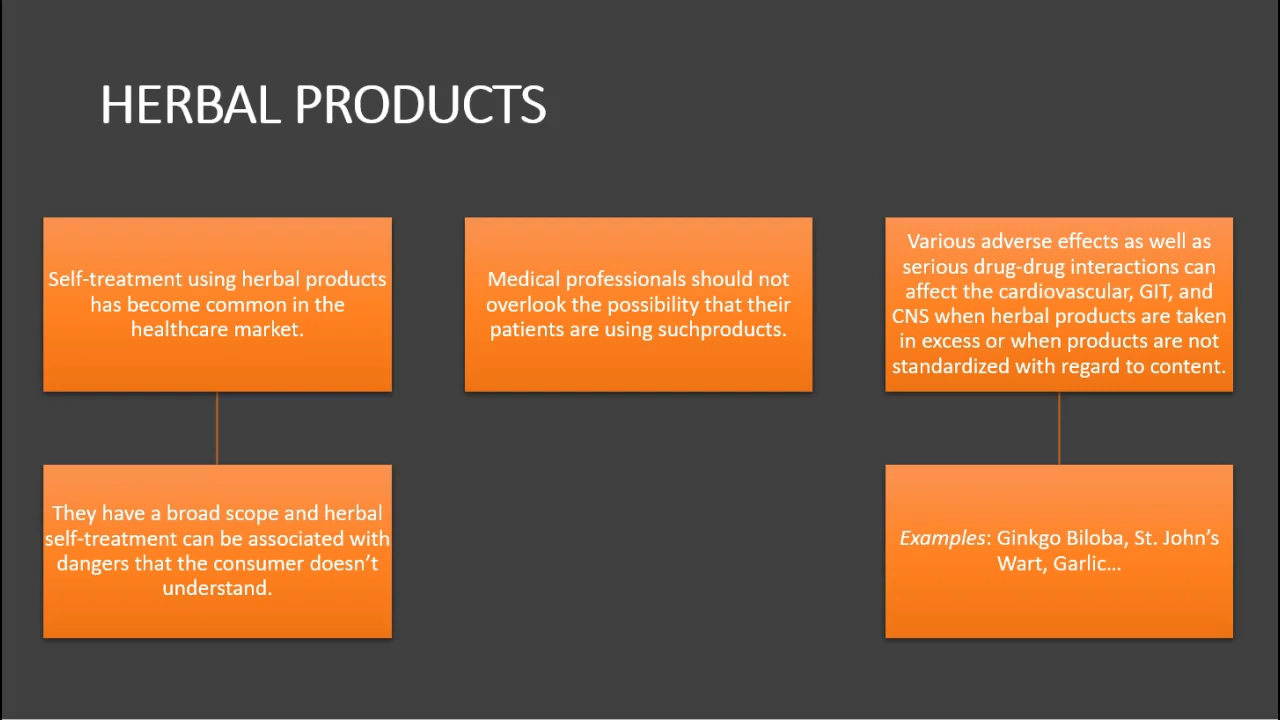 HERBAL PRODUCTS
Self-treatment using herbal products
has become common in the
healthcare market.
They have a broad scope and herbal
self-treatment can be associated with
dangers that the consumer doesn’t
understand.
Medical professionals should not
overlook the possibility that their
patients are using suchproducts.
Various adverse effects as well as
serious drug-drug interactions can
affect the cardiovascular, GIT, and
CNS when herbal products are taken
in excess or when products are not
standardized with regard to content.
Examples: Ginkgo Biloba, St. John’s
Wart, Garlic…